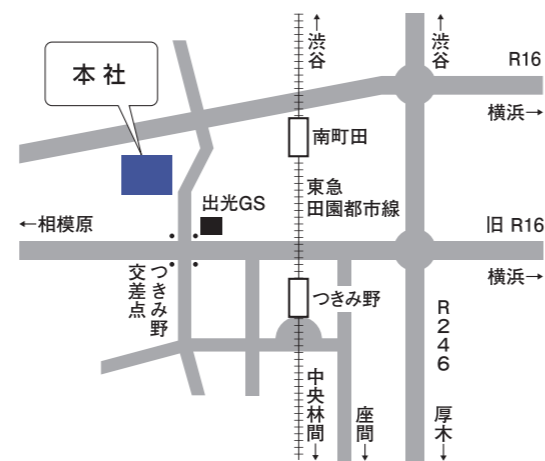 ↑渋谷
↑渋谷
本社
R16
横浜→
南町田
東急
田園都市線
出光GS
←相模原
旧 R16
横浜→
つきみ野
交差点
つきみ野
R246
中央林間↓
座間↓
厚木↓